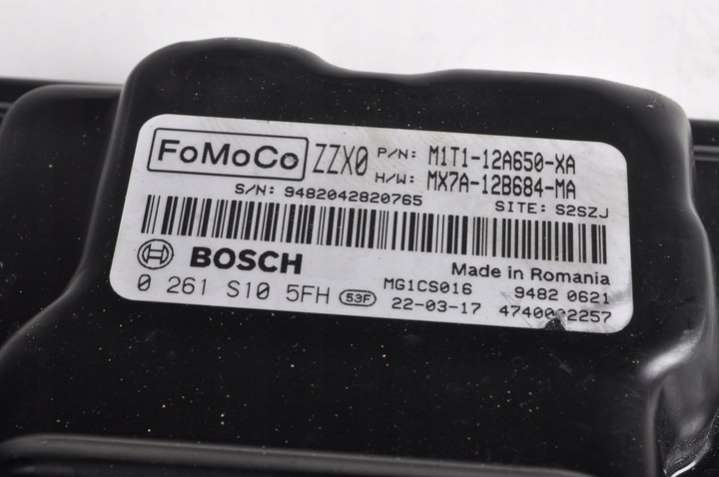 FoMoCo ZZX0 P/N: M1T1-12A650-XA
H/W: MX7A-12B684-MA
S/N: 9482042820765 SITE: S2SZJ
BOSCH Made in Romania
0 261 S10 5FH 53F MG1CS016 9482 0621
22-03-17 4740002257